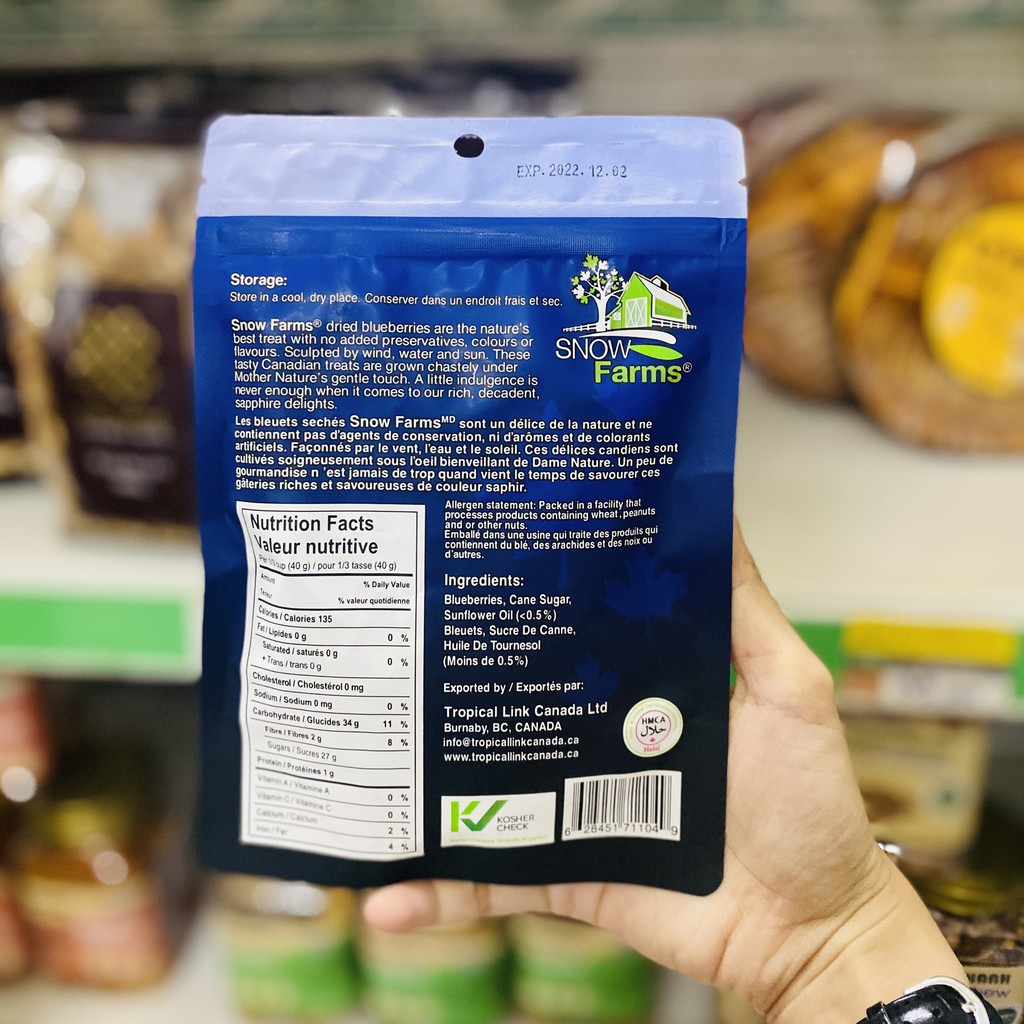 EXP. 2022. 12. 02
Storage:
Store in a cool, dry place. Conserver dans un endroit frais et sec.
SNOW
Farms®
Snow Farms® dried blueberries are the nature's
best treat with no added preservatives, colours or
flavours. Sculpted by wind, water and sun. These
tasty Canadian treats are grown chastely under
Mother Nature's gentle touch. A little indulgence is
never enough when it comes to our rich, decadent,
sapphire delights.
Les bleuets sechés Snow Farmsᴹᴰ sont un délice de la nature et ne
contiennent pas d'agents de conservation, ni d'arômes et de colorants
artificiels. Façonnés par le vent, l'eau et le soleil. Ces délices candiens sont
cultivés soigneusement sous l'oeil bienveillant de Dame Nature. Un peu de
gourmandise n 'est jamais de trop quand vient le temps de savourer ces
gâteries riches et savoureuses de couleur saphir.
Nutrition Facts
Valeur nutritive
Per 1/3 cup (40 g) / pour 1/3 tasse (40 g)
Amount
% Daily Value
Teneur
% valeur quotidienne
Calories / Calories 135
Fat / Lipides 0 g 0 %
Saturated / saturés 0 g
+ Trans / trans 0 g 0 %
Cholesterol / Cholestérol 0 mg
Sodium / Sodium 0 mg 0 %
Carbohydrate / Glucides 34 g 11 %
Fibre / Fibres 2 g 8 %
Sugars / Sucres 27 g
Protein / Protéines 1 g
Vitamin A / Vitamine A 0 %
Vitamin C / Vitamine C 0 %
Calcium / Calcium 2 %
Iron / Fer 4 %
Allergen statement: Packed in a facility that
processes products containing wheat, peanuts
and or other nuts.
Emballé dans une usine qui traite des produits qui
contiennent du blé, des arachides et des noix ou
d'autres.
Ingredients:
Blueberries, Cane Sugar,
Sunflower Oil (<0.5%)
Bleuets, Sucre De Canne,
Huile De Tournesol
(Moins de 0.5%)
Exported by / Exportés par:
Tropical Link Canada Ltd
Burnaby, BC, CANADA
info@tropicallinkcanada.ca
www.tropicallinkcanada.ca
HMCA
حلال
Halal
KOSHER
CHECK
6 28451 71104 9